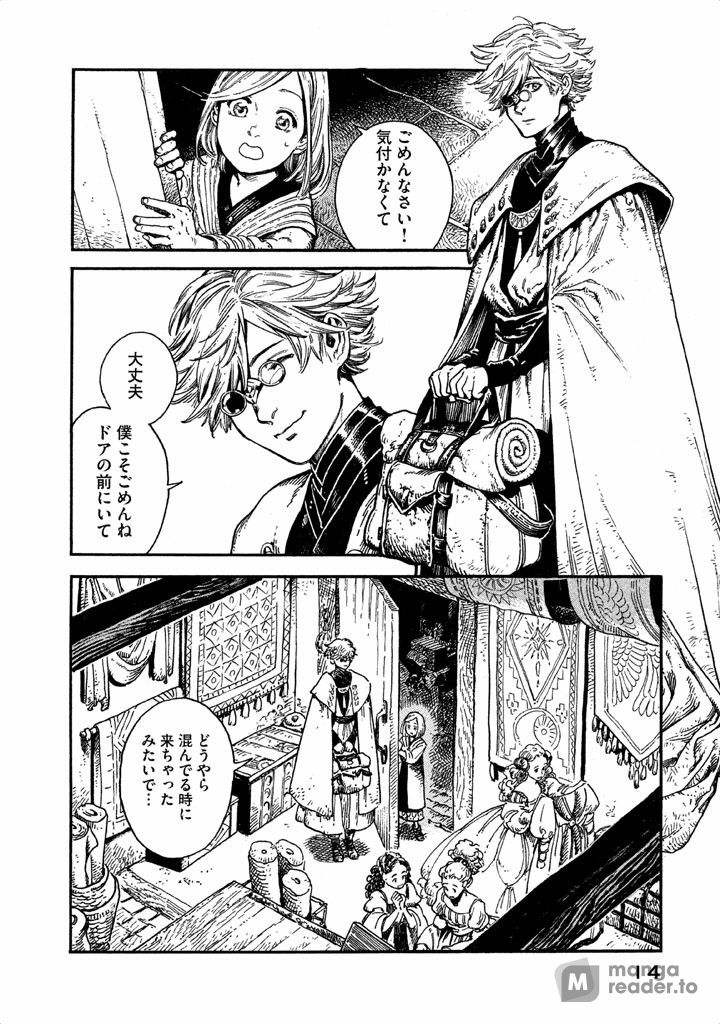 ごめんなさい！
気付かなくて
大丈夫
僕こそごめんね
ドアの前にいて
どうやら
混んでる時に
来ちゃった
みたいで…
14
M manga
reader.to